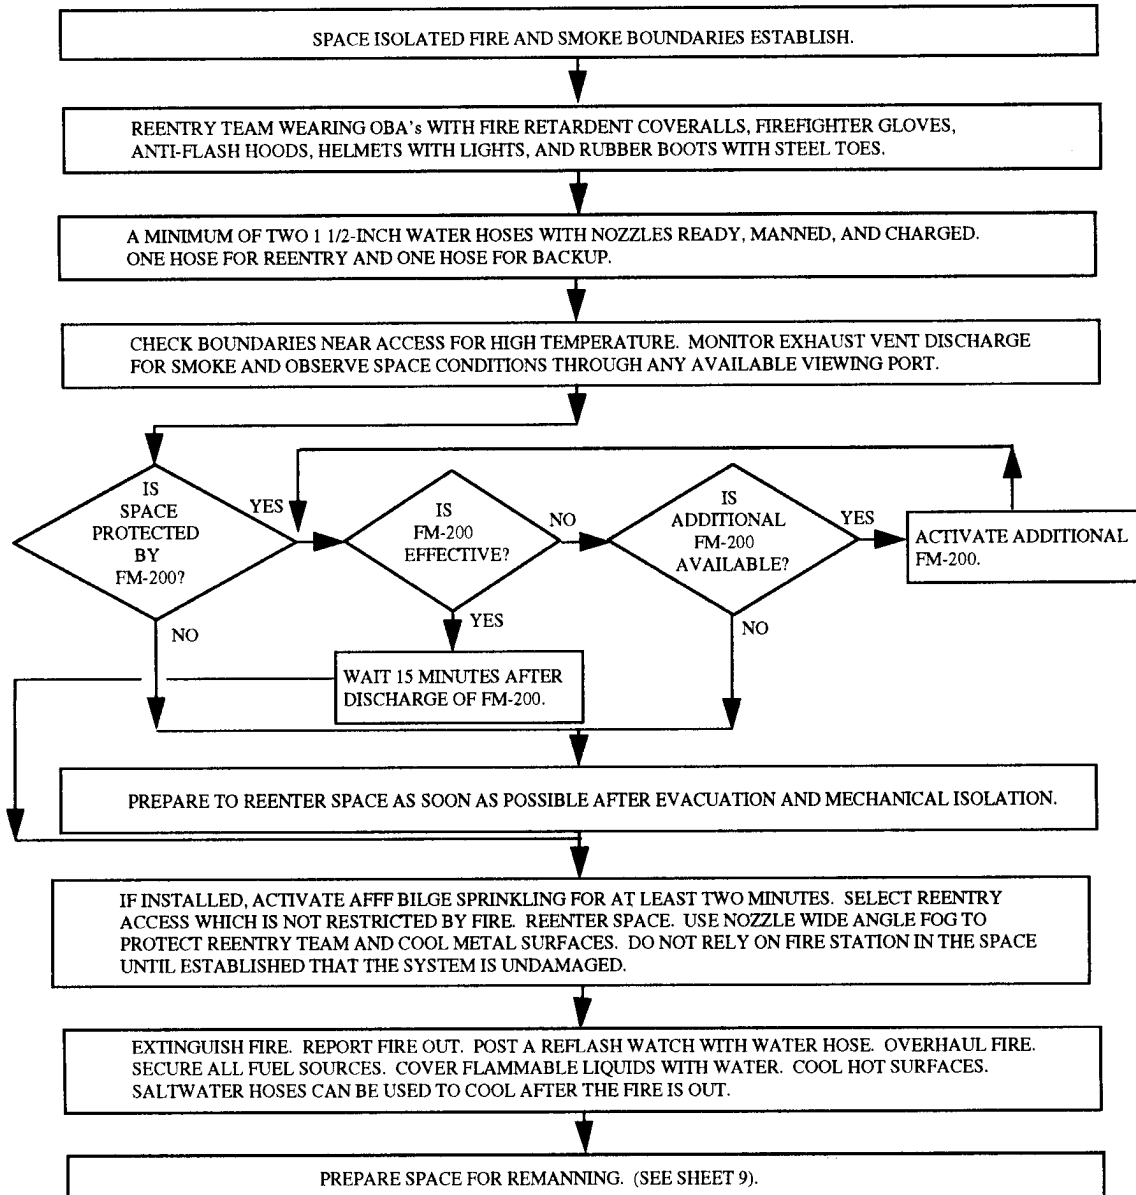 SPACE ISOLATED FIRE AND SMOKE BOUNDARIES ESTABLISH.
REENTRY TEAM WEARING OBA's WITH FIRE RETARDENT COVERALLS, FIREFIGHTER GLOVES,
ANTI-FLASH HOODS, HELMETS WITH LIGHTS, AND RUBBER BOOTS WITH STEEL TOES.
A MINIMUM OF TWO 1 1/2-INCH WATER HOSES WITH NOZZLES READY, MANNED, AND CHARGED.
ONE HOSE FOR REENTRY AND ONE HOSE FOR BACKUP.
CHECK BOUNDARIES NEAR ACCESS FOR HIGH TEMPERATURE. MONITOR EXHAUST VENT DISCHARGE
FOR SMOKE AND OBSERVE SPACE CONDITIONS THROUGH ANY AVAILABLE VIEWING PORT.
IS
SPACE
PROTECTED
BY
FM-200?
YES
NO
IS
FM-200
EFFECTIVE?
NO
YES
IS
ADDITIONAL
FM-200
AVAILABLE?
YES
NO
ACTIVATE ADDITIONAL
FM-200.
WAIT 15 MINUTES AFTER
DISCHARGE OF FM-200.
PREPARE TO REENTER SPACE AS SOON AS POSSIBLE AFTER EVACUATION AND MECHANICAL ISOLATION.
IF INSTALLED, ACTIVATE AFFF BILGE SPRINKLING FOR AT LEAST TWO MINUTES. SELECT REENTRY
ACCESS WHICH IS NOT RESTRICTED BY FIRE. REENTER SPACE. USE NOZZLE WIDE ANGLE FOG TO
PROTECT REENTRY TEAM AND COOL METAL SURFACES. DO NOT RELY ON FIRE STATION IN THE SPACE
UNTIL ESTABLISHED THAT THE SYSTEM IS UNDAMAGED.
EXTINGUISH FIRE. REPORT FIRE OUT. POST A REFLASH WATCH WITH WATER HOSE. OVERHAUL FIRE.
SECURE ALL FUEL SOURCES. COVER FLAMMABLE LIQUIDS WITH WATER. COOL HOT SURFACES.
SALTWATER HOSES CAN BE USED TO COOL AFTER THE FIRE IS OUT.
PREPARE SPACE FOR REMANNING. (SEE SHEET 9).